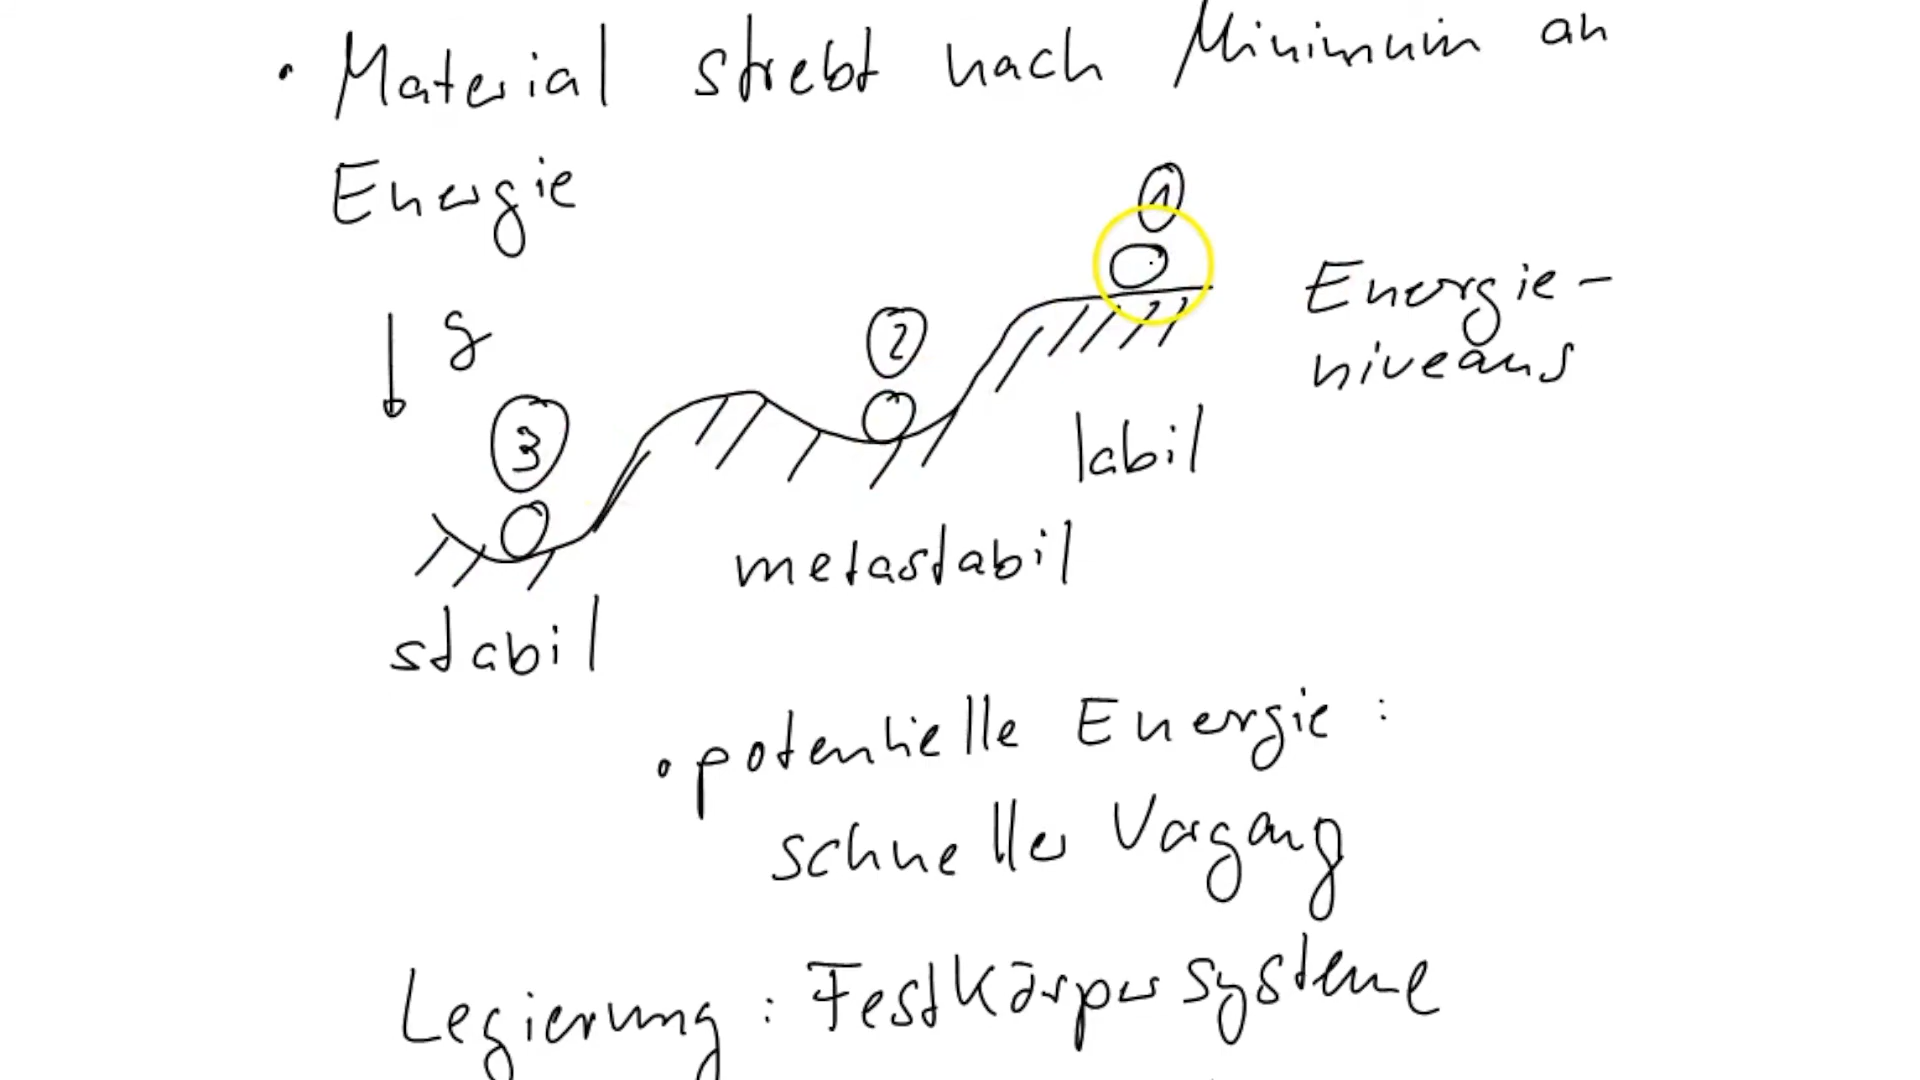 • Material strebt nach Minimum an
Energie
1
Energie-
niveaus
g
2
3
labil
metastabil
stabil
• potentielle Energie :
schneller Vorgang
Legierung : Festkörpersysteme